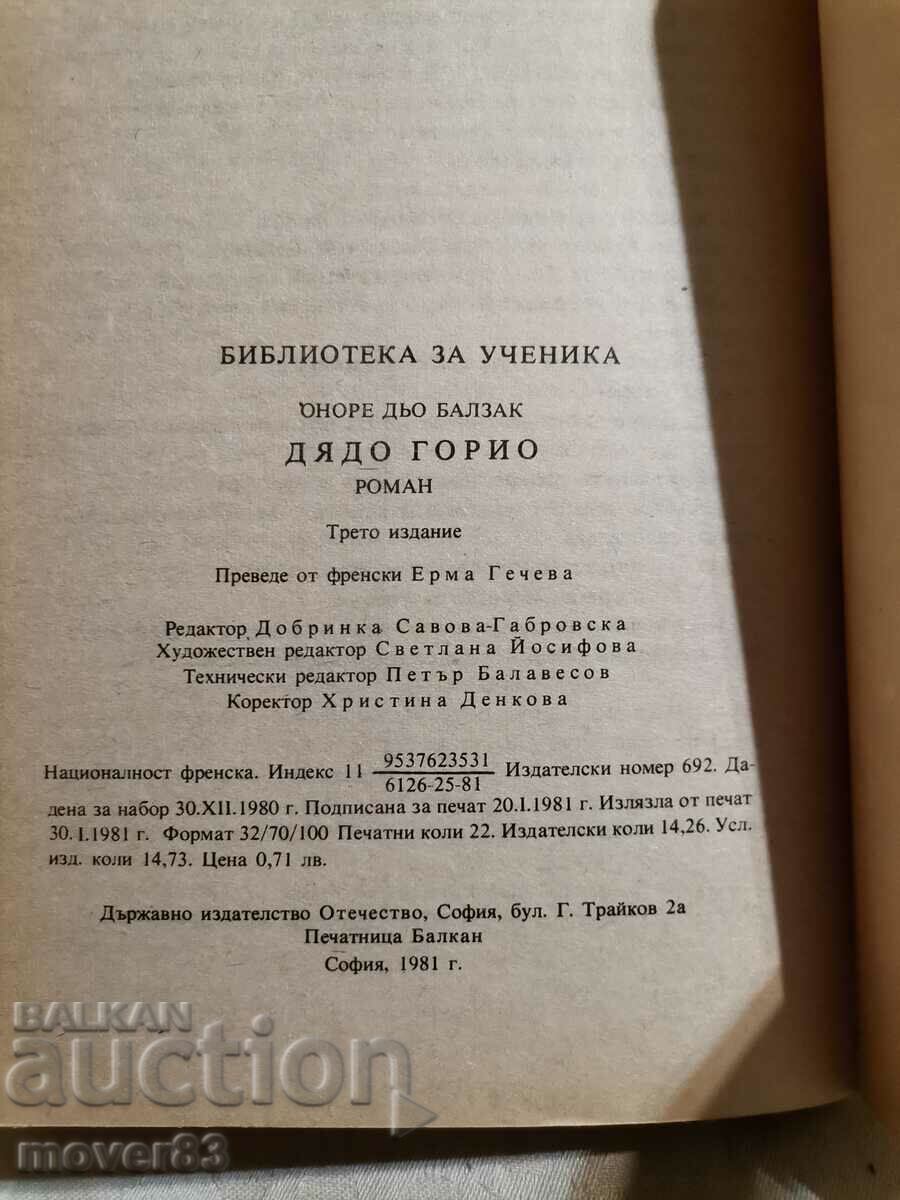 БИБЛИОТЕКА ЗА УЧЕНИКА
ОНОРЕ ДЬО БАЛЗАК
ДЯДО ГОРИО
РОМАН
Трето издание
Преведе от френски Ерма Гечева
Редактор Добринка Савова-Габровска
Художествен редактор Светлана Йосифова
Технически редактор Петър Балавесов
Коректор Христина Денкова
Националност френска. Индекс 11 9537623531/6126-25-81 Издателски номер 692. Да-
дена за набор 30.XII.1980 г. Подписана за печат 20.I.1981 г. Излязла от печат
30.I.1981 г. Формат 32/70/100 Печатни коли 22. Издателски коли 14,26. Усл.
изд. коли 14,73. Цена 0,71 лв.
Държавно издателство Отечество, София, бул. Г. Трайков 2а
Печатница Балкан
София, 1981 г.
BALKAN
auction
mover83